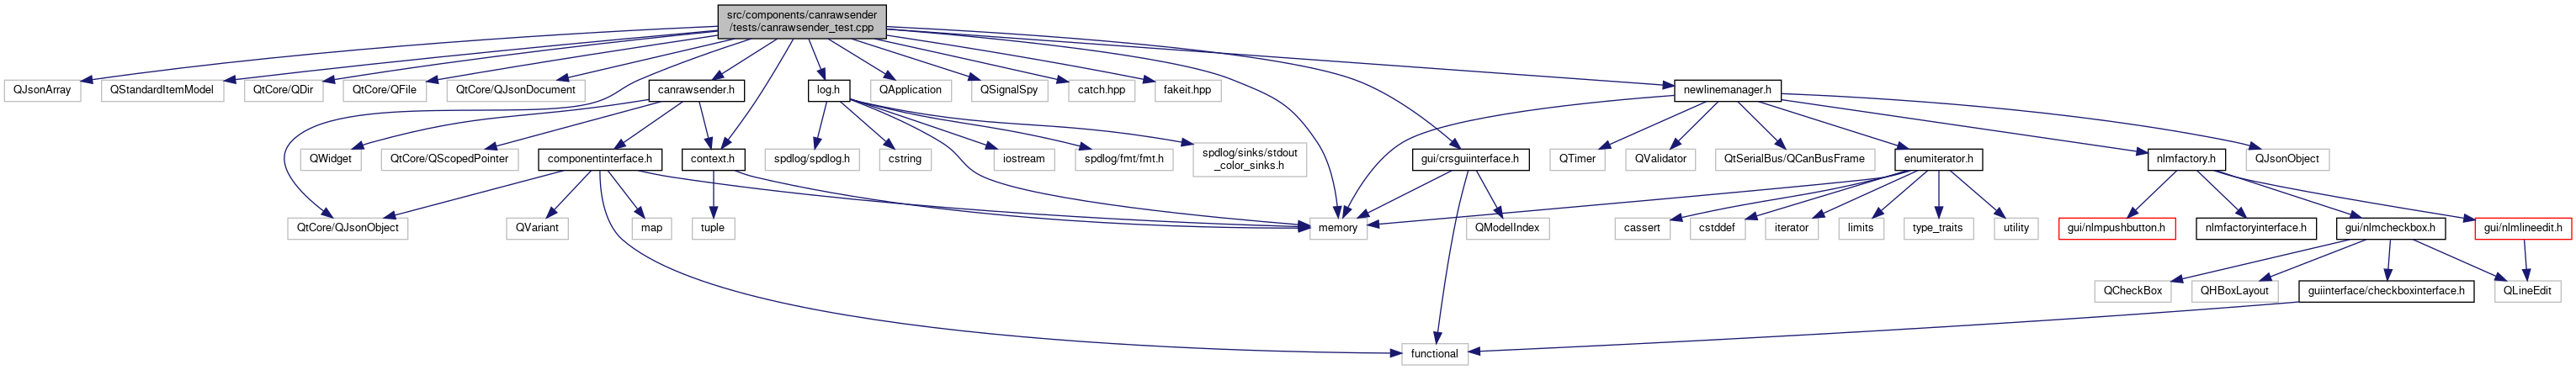 src/components/canrawsender
/tests/canrawsender_test.cpp
QJsonArray
QStandardItemModel
QtCore/QDir
QtCore/QFile
QtCore/QJsonDocument
canrawsender.h
log.h
QApplication
QSignalSpy
catch.hpp
fakeit.hpp
newlinemanager.h
QWidget
QtCore/QScopedPointer
componentinterface.h
context.h
spdlog/spdlog.h
cstring
iostream
spdlog/fmt/fmt.h
spdlog/sinks/stdout
_color_sinks.h
gui/crsguiinterface.h
QTimer
QValidator
QtSerialBus/QCanBusFrame
enumiterator.h
nlmfactory.h
QJsonObject
QtCore/QJsonObject
QVariant
map
tuple
memory
QModelIndex
cassert
cstddef
iterator
limits
type_traits
utility
gui/nlmpushbutton.h
nlmfactoryinterface.h
gui/nlmcheckbox.h
gui/nlmlineedit.h
QCheckBox
QHBoxLayout
guiinterface/checkboxinterface.h
QLineEdit
functional